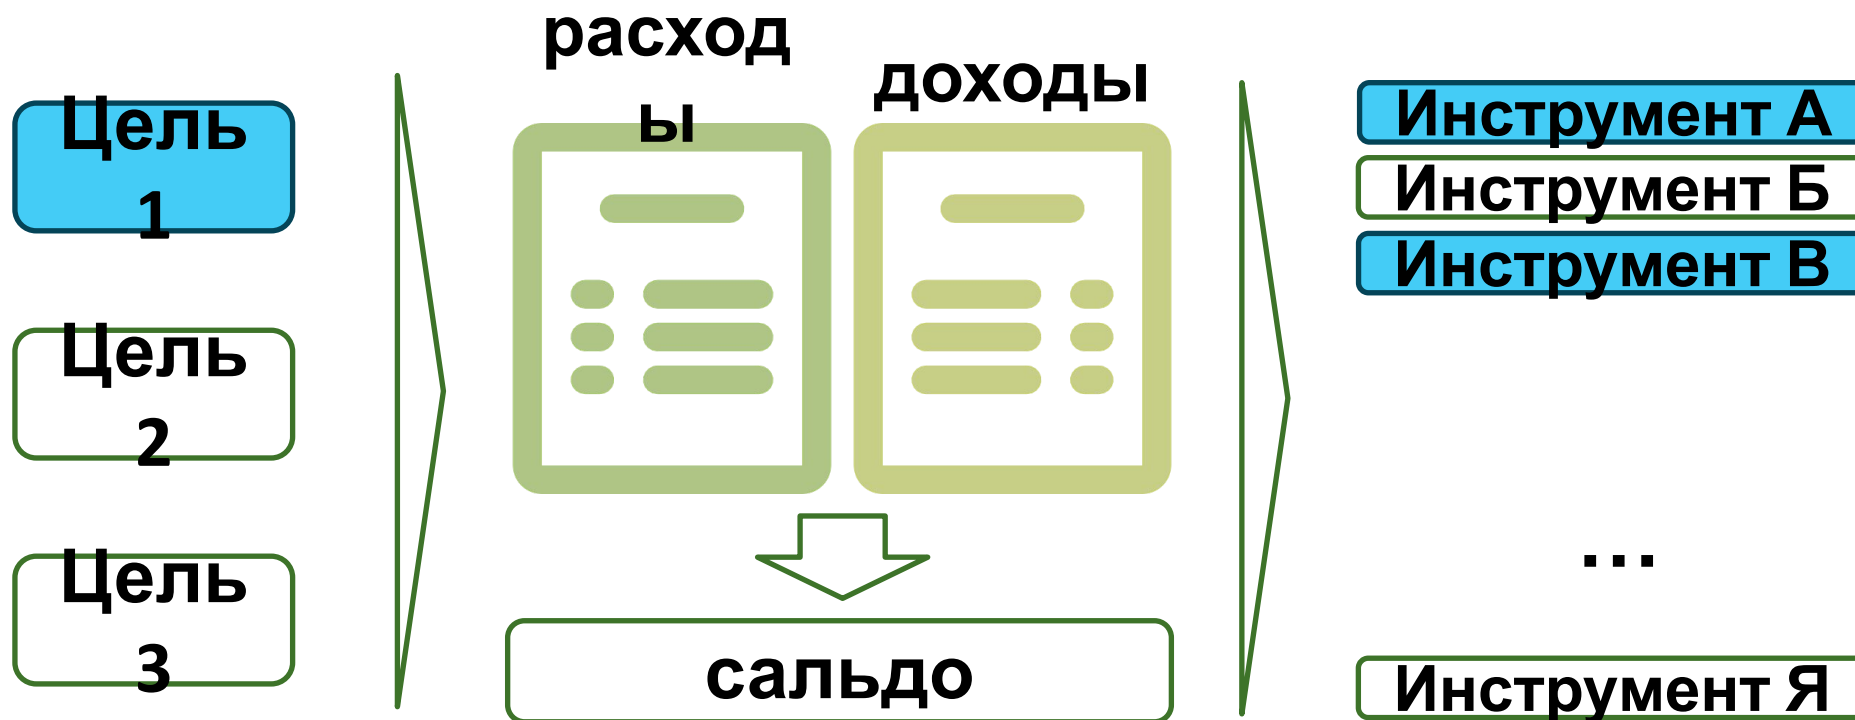 Цель
1
Цель
2
Цель
3
расход
ы
доходы
сальдо
Инструмент А
Инструмент Б
Инструмент В
...
Инструмент Я